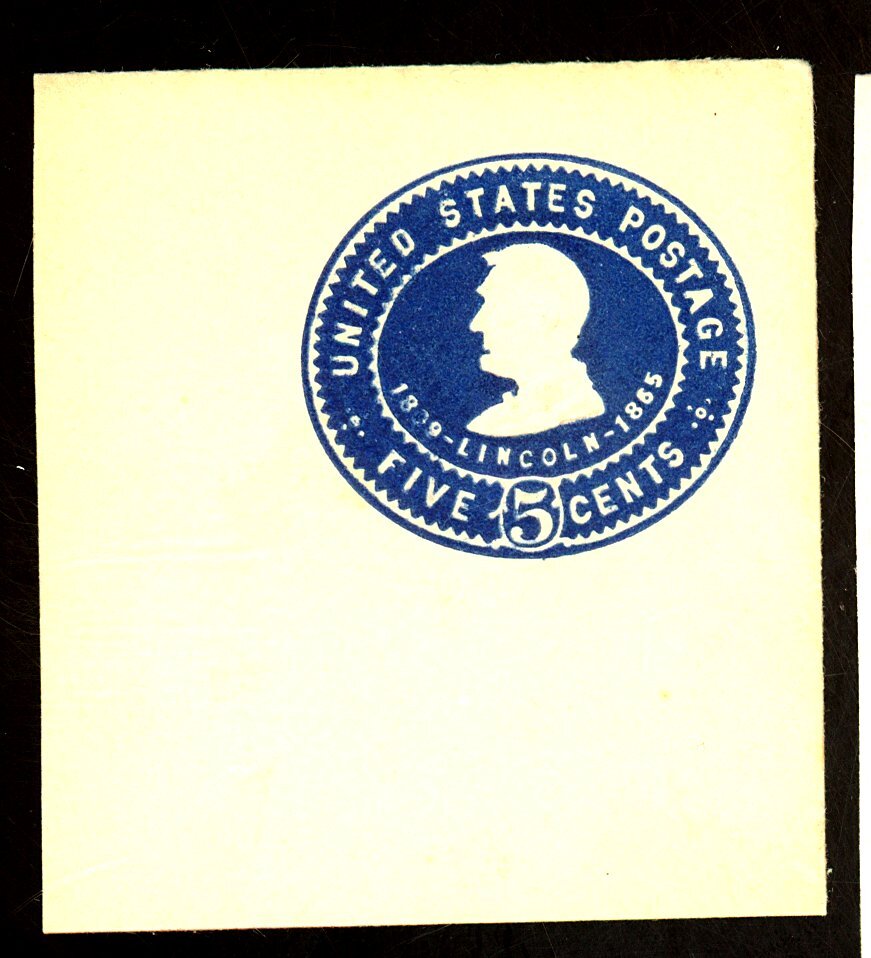 UNITED STATES POSTAGE
1809-LINCOLN-1865
FIVE 5 CENTS